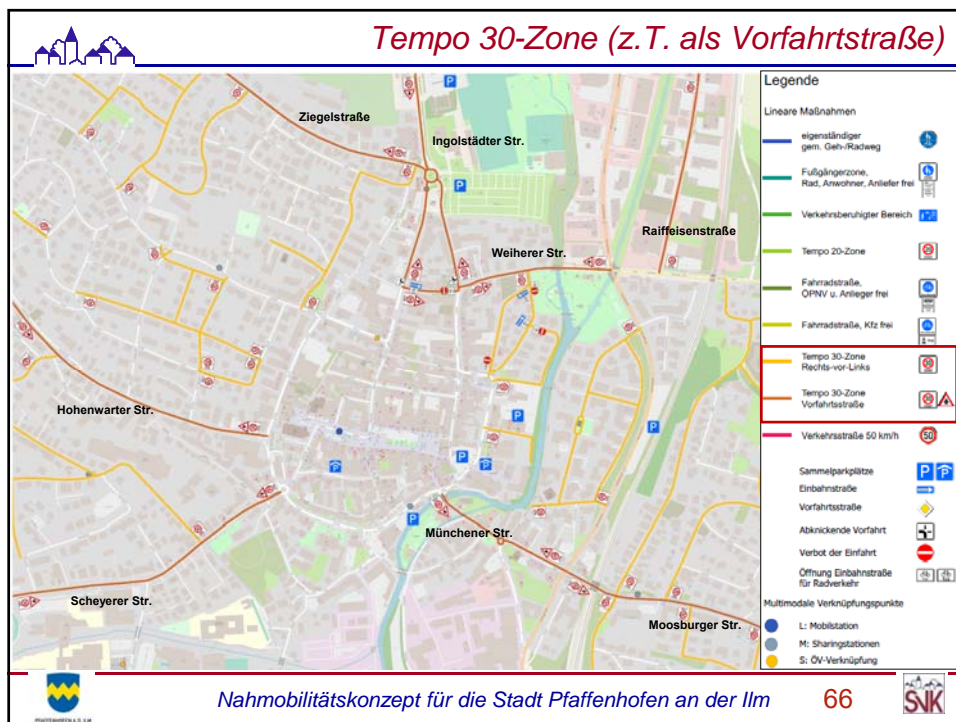 Tempo 30-Zone (z.T. als Vorfahrtstraße)
Ziegelstraße
Ingolstädter Str.
Weiherer Str.
Raiffeisenstraße
Hohenwarter Str.
Münchener Str.
Scheyerer Str.
Moosburger Str.
Legende
Lineare Maßnahmen
eigenständiger
gem. Geh-/Radweg
Fußgängerzone,
Rad, Anwohner, Anliefer frei
Verkehrsberuhigter Bereich
Tempo 20-Zone
Fahrradstraße,
ÖPNV u. Anlieger frei
Fahrradstraße, Kfz frei
Tempo 30-Zone
Rechts-vor-Links
Tempo 30-Zone
Vorfahrtsstraße
Verkehrsstraße 50 km/h
50
Sammelparkplätze
P P
Einbahnstraße
Vorfahrtsstraße
Abknickende Vorfahrt
Verbot der Einfahrt
Öffnung Einbahnstraße
für Radverkehr
Multimodale Verknüpfungspunkte
L: Mobilstation
M: Sharingstationen
S: ÖV-Verknüpfung
PFAFFENHOFEN A.D. ILM
Nahmobilitätskonzept für die Stadt Pfaffenhofen an der Ilm
66
SVK